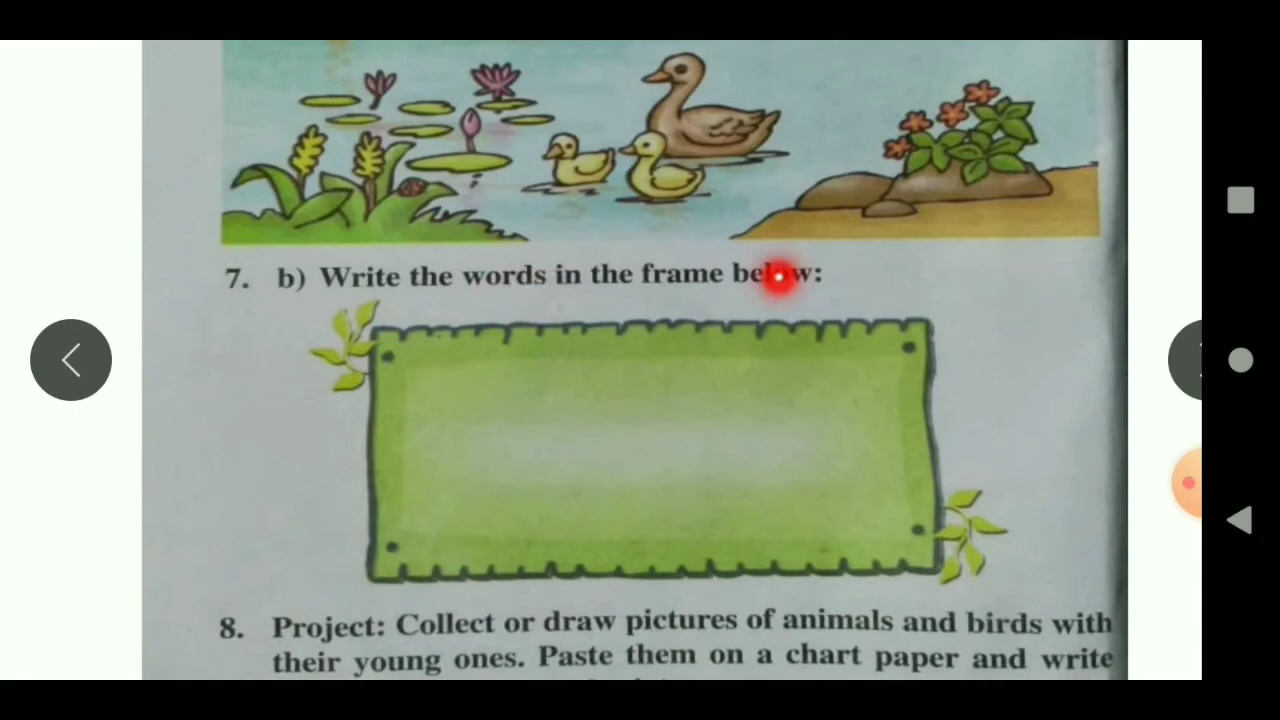 7. b) Write the words in the frame below:
8. Project: Collect or draw pictures of animals and birds with
their young ones. Paste them on a chart paper and write